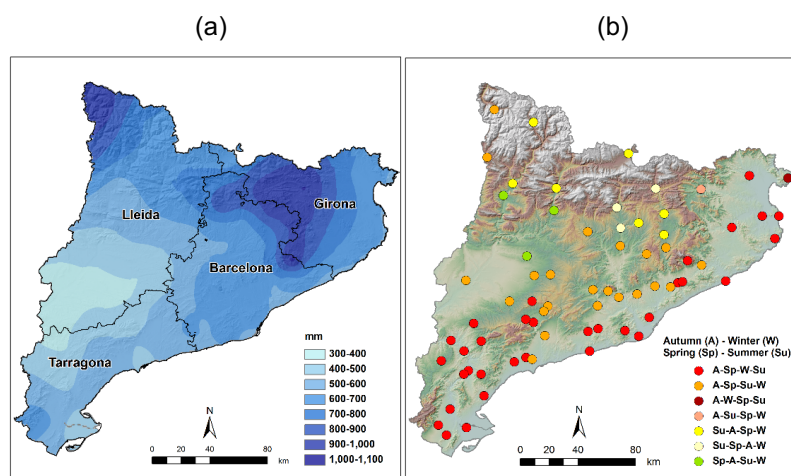 (a)
(b)
Lleida
Girona
Barcelona
Tarragona
mm
300-400
400-500
500-600
600-700
700-800
800-900
900-1,000
1,000-1,100
N
0 20 40 80
km
Autumn (A) - Winter (W)
Spring (Sp) - Summer (Su)
A-Sp-W-Su
A-Sp-Su-W
A-W-Sp-Su
A-Su-Sp-W
Su-A-Sp-W
Su-Sp-A-W
Sp-A-Su-W
N
0 20 40 80
km